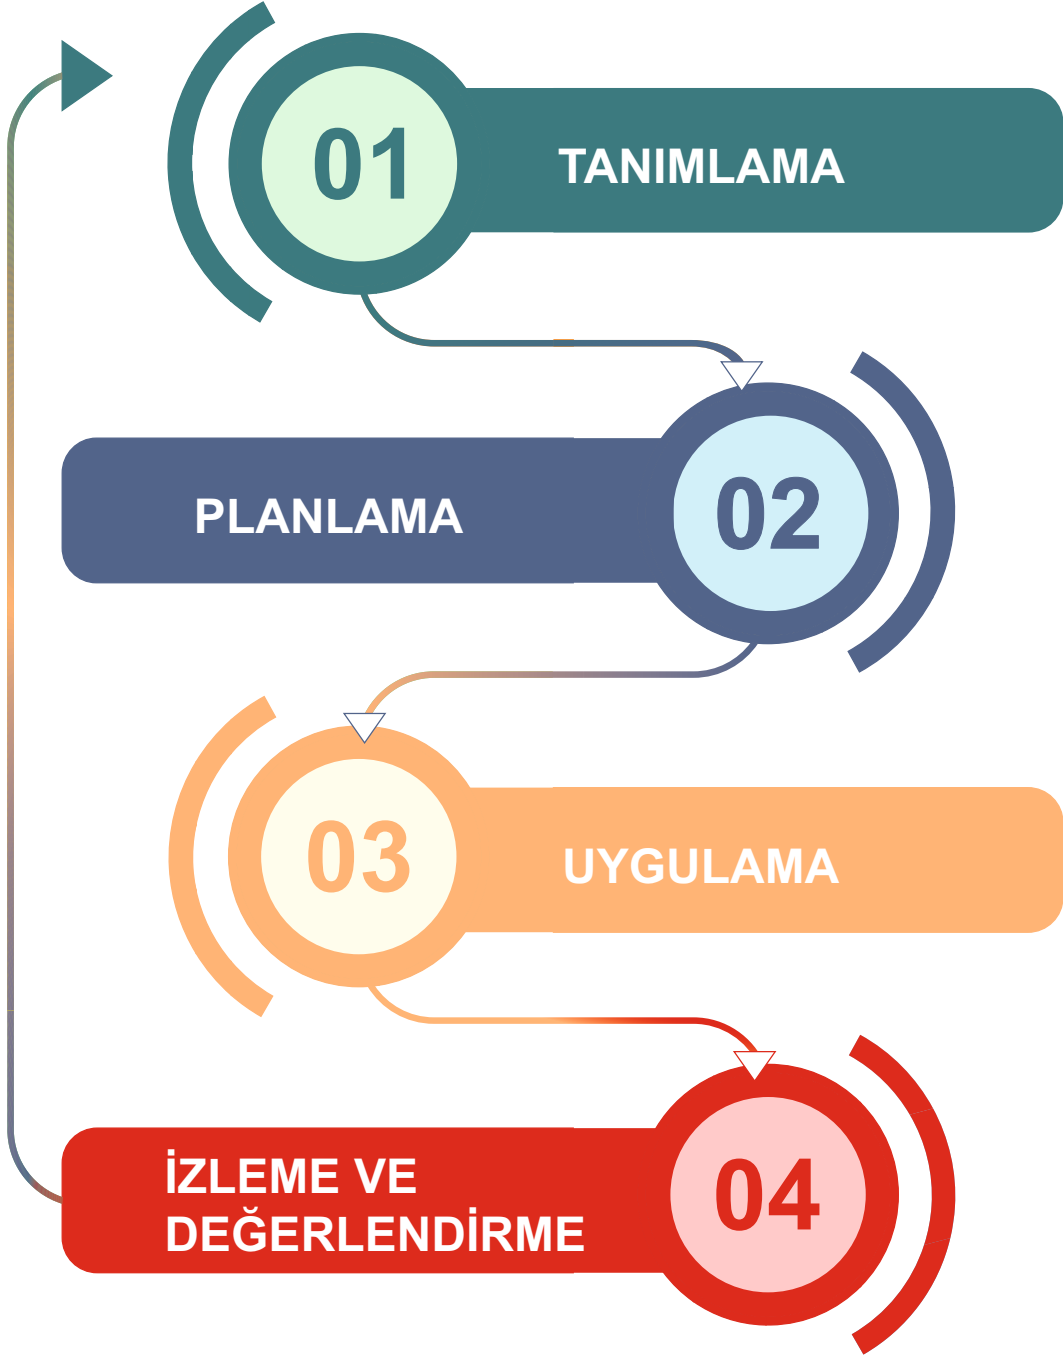 01
TANIMLAMA
PLANLAMA
02
03
UYGULAMA
İZLEME VE
DEĞERLENDİRME
04